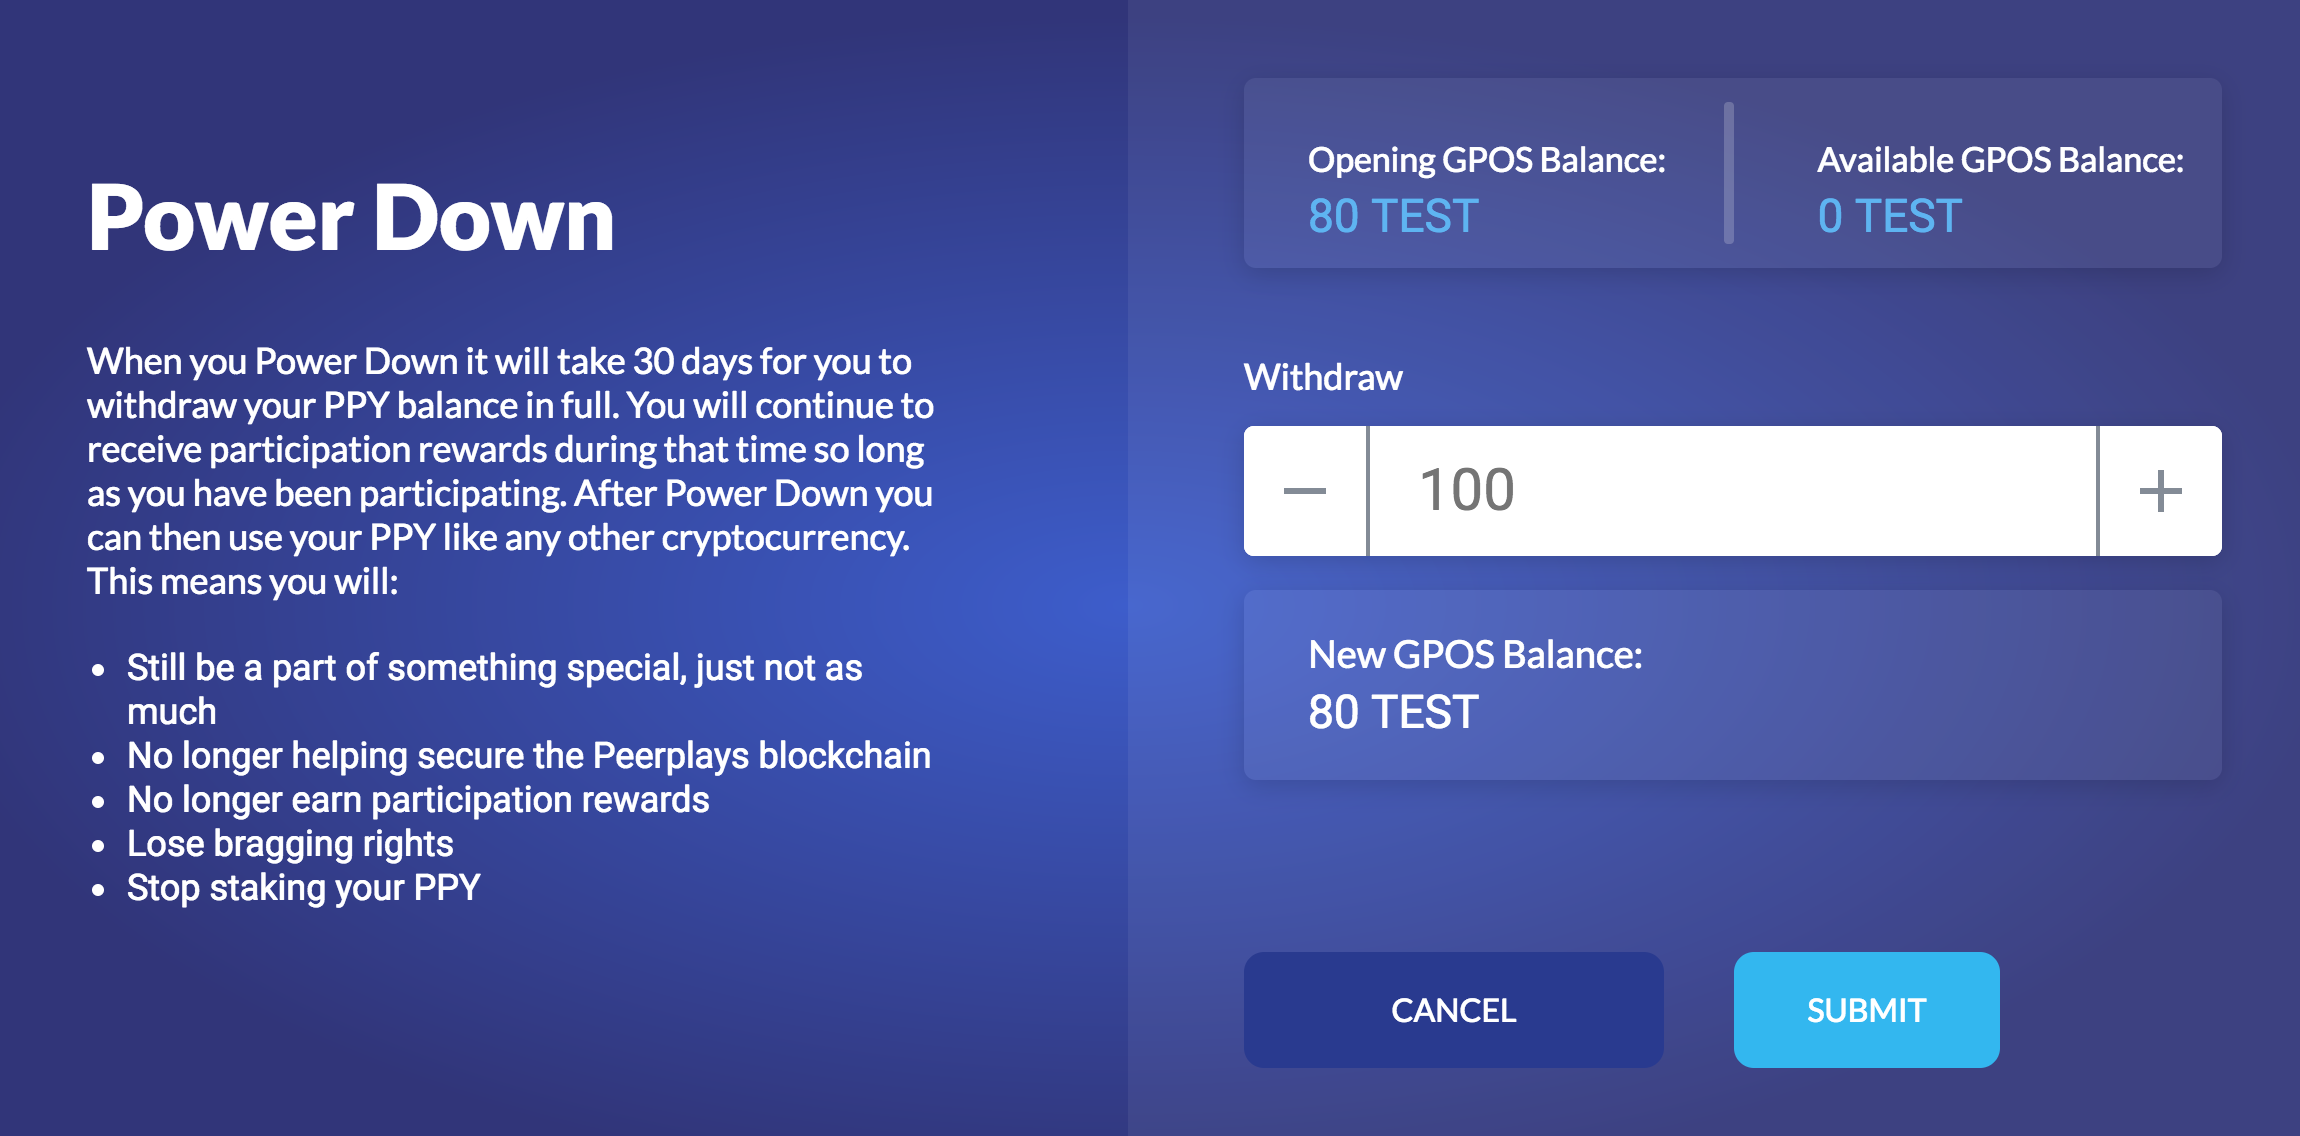 Power Down
When you Power Down it will take 30 days for you to
withdraw your PPY balance in full. You will continue to
receive participation rewards during that time so long
as you have been participating. After Power Down you
can then use your PPY like any other cryptocurrency.
This means you will:
• Still be a part of something special, just not as
much
• No longer helping secure the Peerplays blockchain
• No longer earn participation rewards
• Lose bragging rights
• Stop staking your PPY
Opening GPOS Balance:
80 TEST
Available GPOS Balance:
0 TEST
Withdraw
— 100 +
New GPOS Balance:
80 TEST
CANCEL
SUBMIT